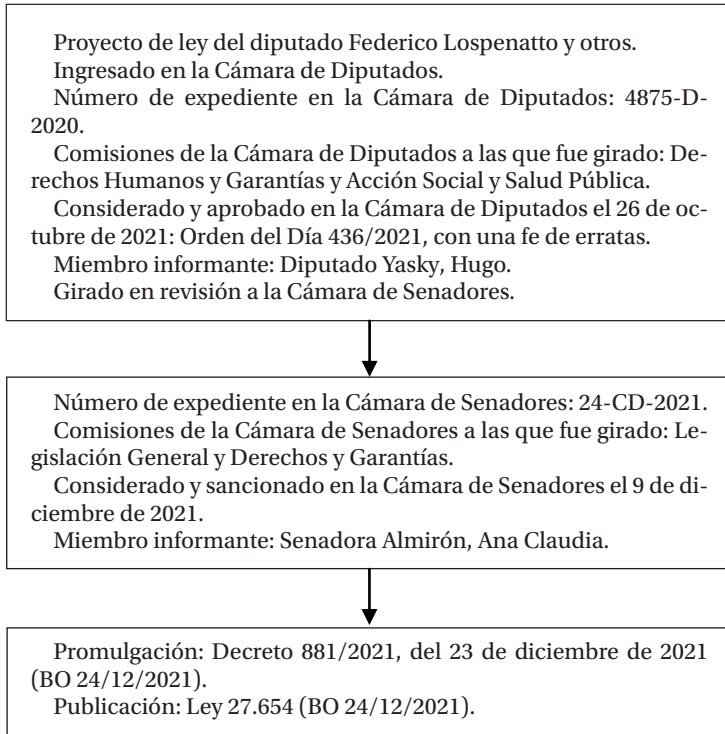 Proyecto de ley del diputado Federico Lospenatto y otros.
Ingresado en la Cámara de Diputados.
Número de expediente en la Cámara de Diputados: 4875-D-
2020.
Comisiones de la Cámara de Diputados a las que fue girado: De-
rechos Humanos y Garantías y Acción Social y Salud Pública.
Considerado y aprobado en la Cámara de Diputados el 26 de oc-
tubre de 2021: Orden del Día 436/2021, con una fe de erratas.
Miembro informante: Diputado Yasky, Hugo.
Girado en revisión a la Cámara de Senadores.
Número de expediente en la Cámara de Senadores: 24-CD-2021.
Comisiones de la Cámara de Senadores a las que fue girado: Le-
gislación General y Derechos y Garantías.
Considerado y sancionado en la Cámara de Senadores el 9 de di-
ciembre de 2021.
Miembro informante: Senadora Almirón, Ana Claudia.
Promulgación: Decreto 881/2021, del 23 de diciembre de 2021
(BO 24/12/2021).
Publicación: Ley 27.654 (BO 24/12/2021).